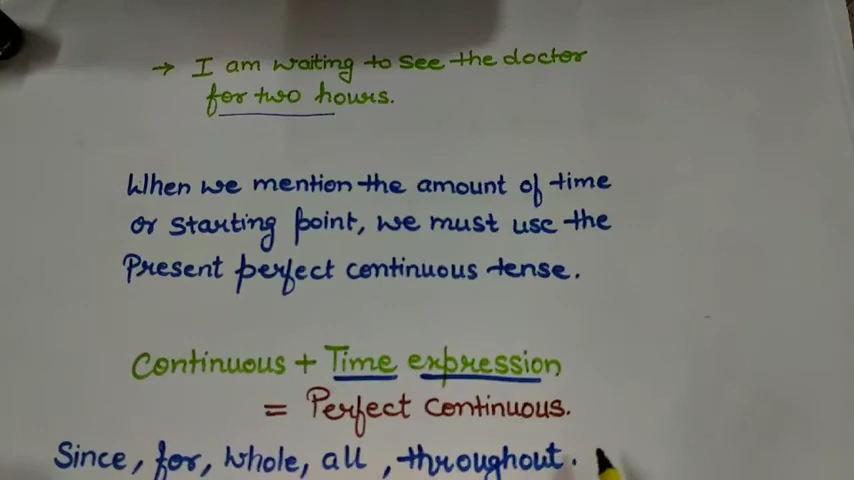 → I am waiting to see the doctor
for two hours.
When we mention the amount of time
or starting point, we must use the
Present perfect continuous tense.
Continuous + Time expression
= Perfect continuous.
Since, for, whole, all, throughout.